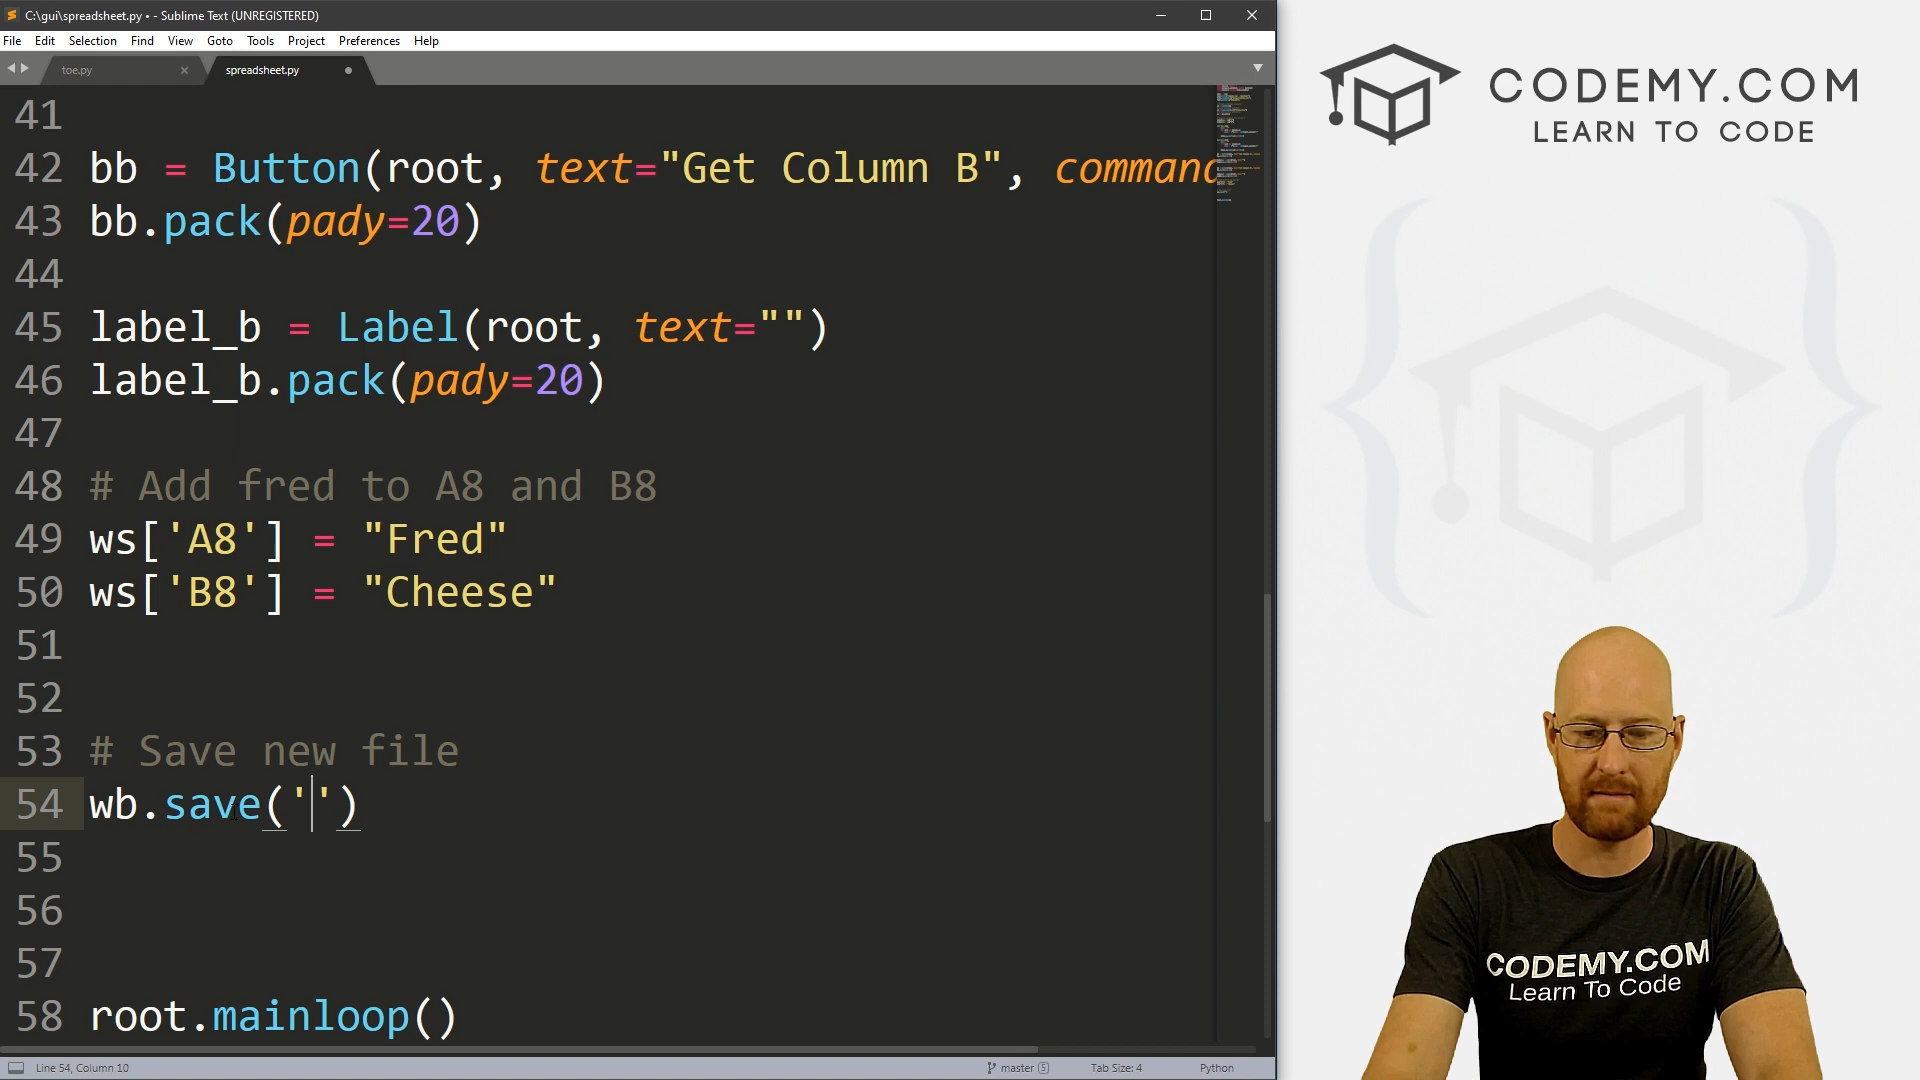 C:\gui\spreadsheet.py • - Sublime Text (UNREGISTERED)
File Edit Selection Find View Goto Tools Project Preferences Help
toe.py
spreadsheet.py
41
42 bb = Button(root, text="Get Column B", command
43 bb.pack(pady=20)
44
45 label_b = Label(root, text="")
46 label_b.pack(pady=20)
47
48 # Add fred to A8 and B8
49 ws['A8'] = "Fred"
50 ws['B8'] = "Cheese"
51
52
53 # Save new file
54 wb.save('')
55
56
57
58 root.mainloop()
Line 54, Column 10
master 5
Tab Size: 4
Python
CODEMY.COM
LEARN TO CODE
CODEMY.COM
Learn To Code